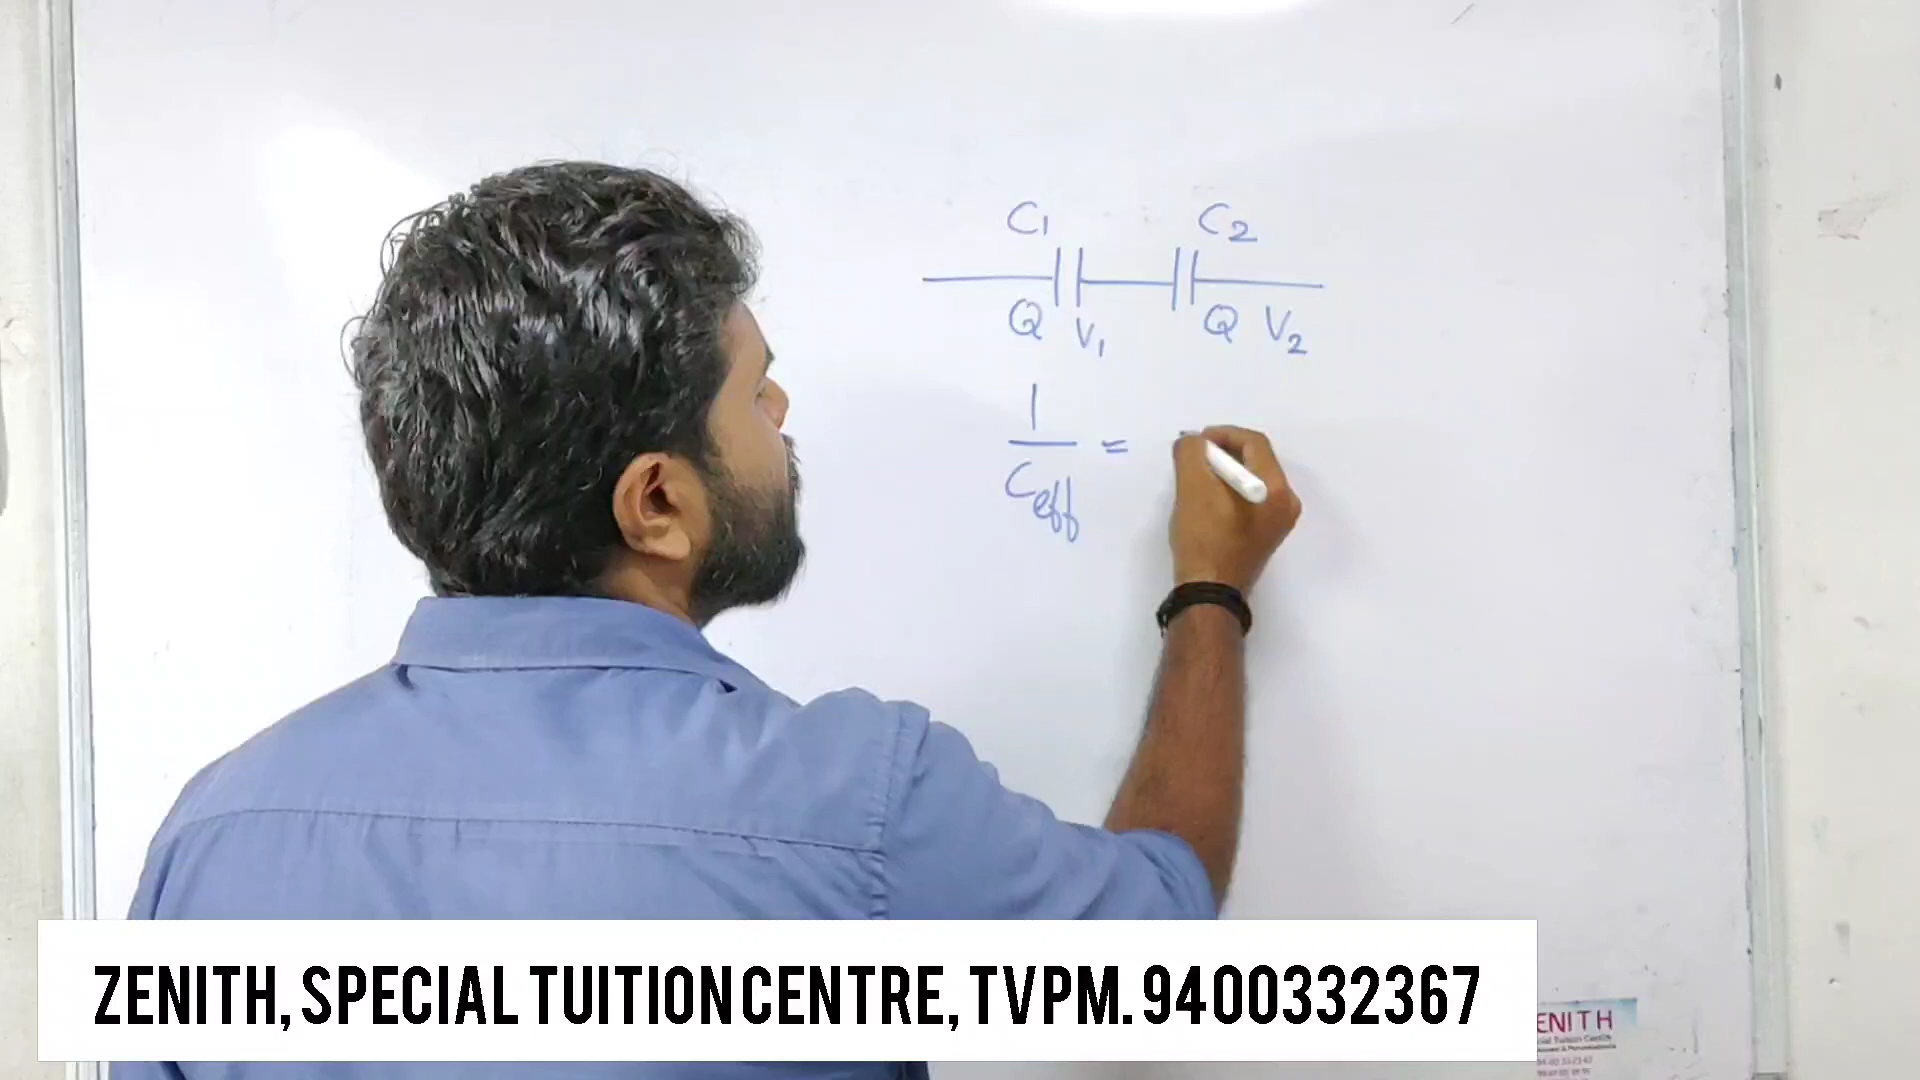 C1 C2
Q V1 Q V2
1
— =
Ceff
ZENITH, SPECIAL TUITION CENTRE, TVPM. 9400332367
ENITH